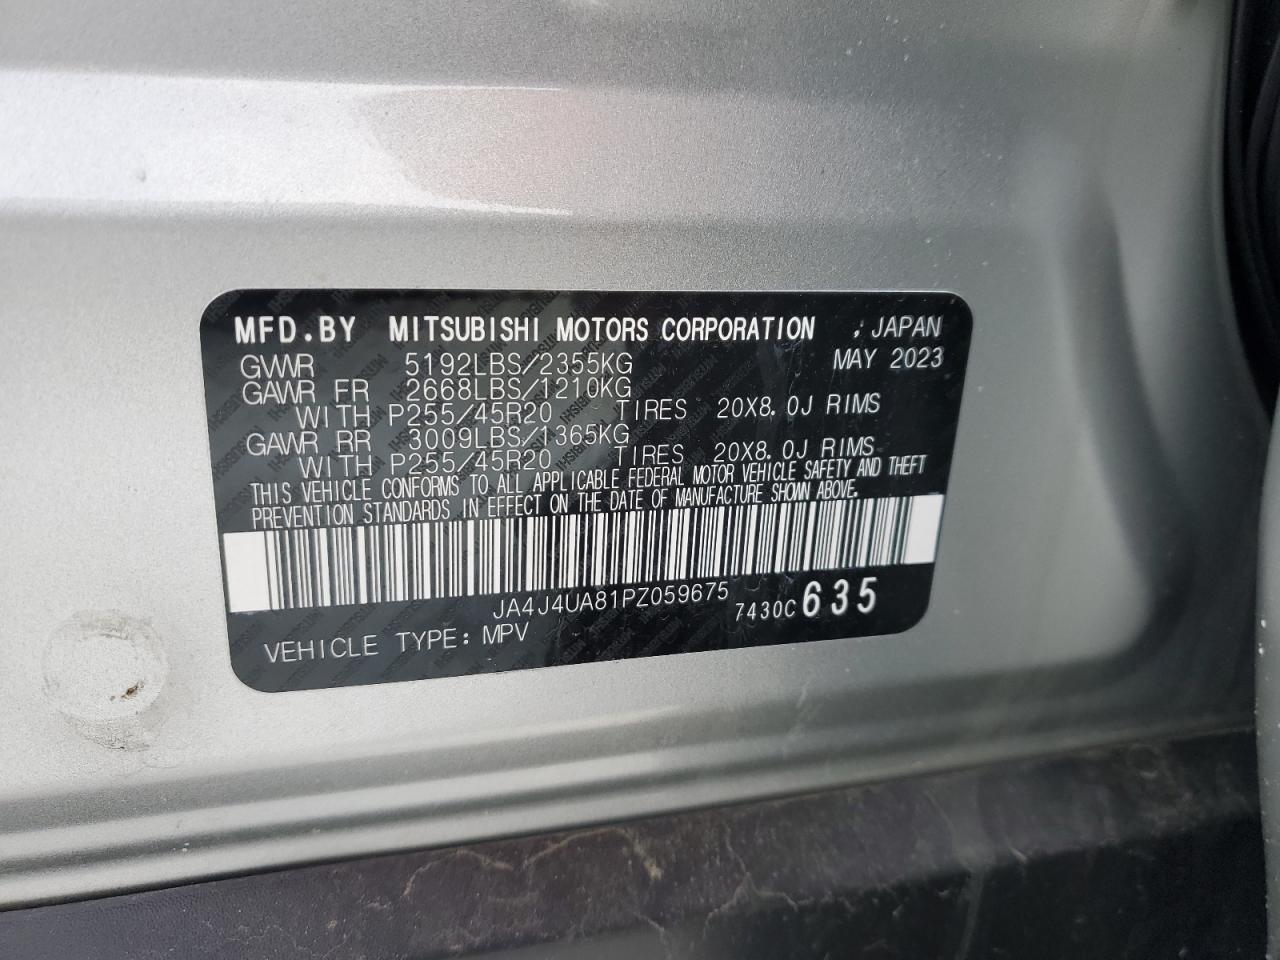 MFD.BY MITSUBISHI MOTORS CORPORATION , JAPAN
GVWR 5192LBS/2355KG MAY 2023
GAWR FR 2668LBS/1210KG
WITH P255/45R20 TIRES 20X8.0J RIMS
GAWR RR 3009LBS/1365KG
WITH P255/45R20 TIRES 20X8.0J RIMS
THIS VEHICLE CONFORMS TO ALL APPLICABLE FEDERAL MOTOR VEHICLE SAFETY AND THEFT
PREVENTION STANDARDS IN EFFECT ON THE DATE OF MANUFACTURE SHOWN ABOVE.
JA4J4UA81PZ059675 7430C 635
VEHICLE TYPE: MPV